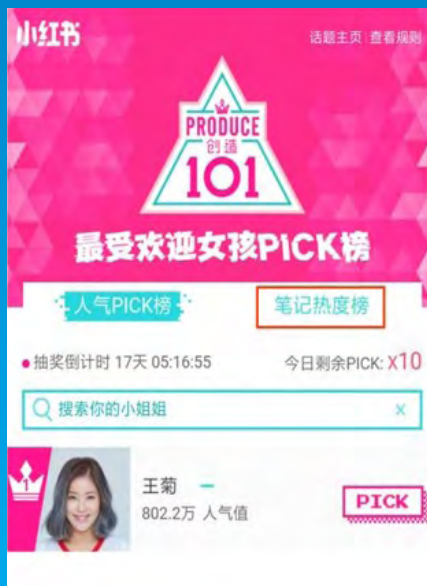 小红书
话题主页 查看规则
PRODUCE
创造
101
最受欢迎女孩PICK榜
人气PICK榜
笔记热度榜
抽奖倒计时 17天 05:16:55
今日剩余PICK: X10
搜索你的小姐姐
x
1
王菊
802.2万 人气值
PICK